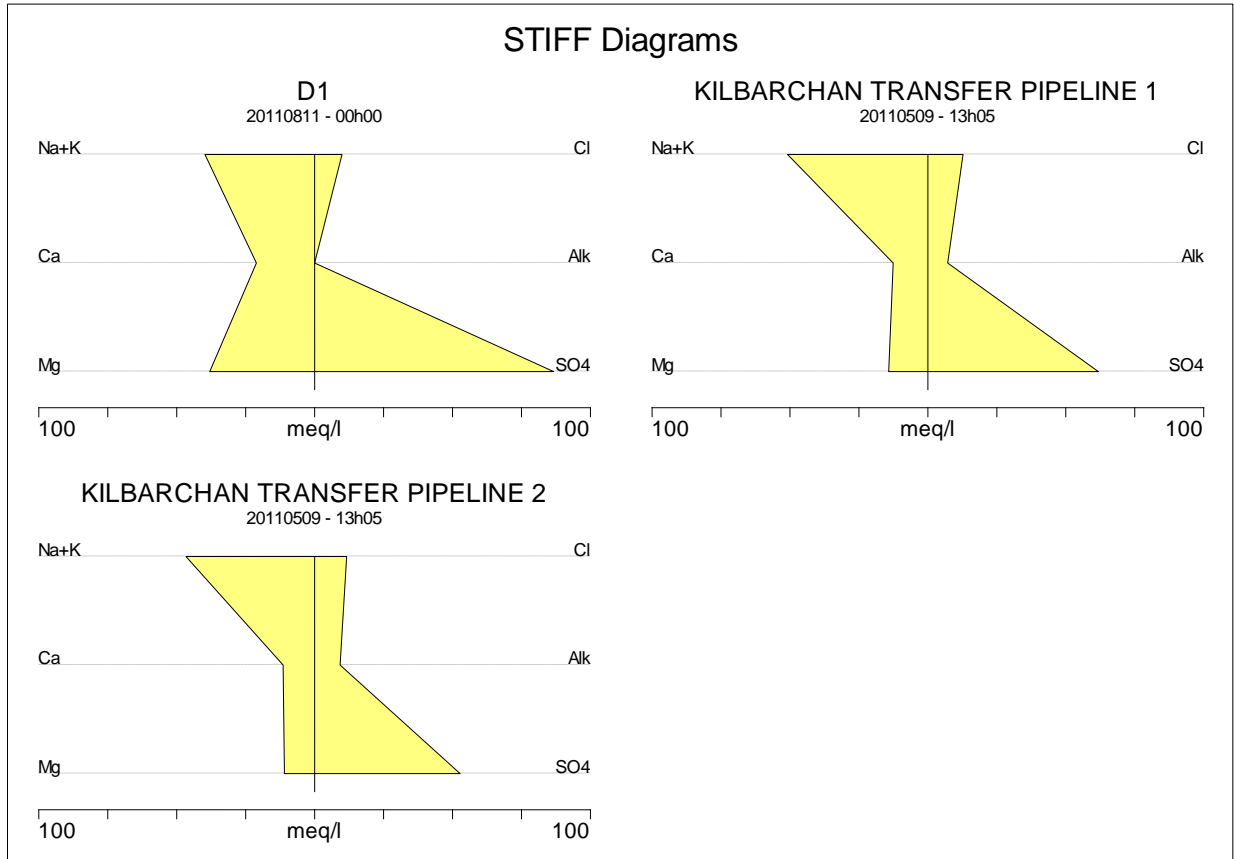 STIFF Diagrams
D1
20110811 - 00h00
Na+K Cl
Ca Alk
Mg SO4
100 meq/l 100
KILBARCHAN TRANSFER PIPELINE 1
20110509 - 13h05
Na+K Cl
Ca Alk
Mg SO4
100 meq/l 100
KILBARCHAN TRANSFER PIPELINE 2
20110509 - 13h05
Na+K Cl
Ca Alk
Mg SO4
100 meq/l 100